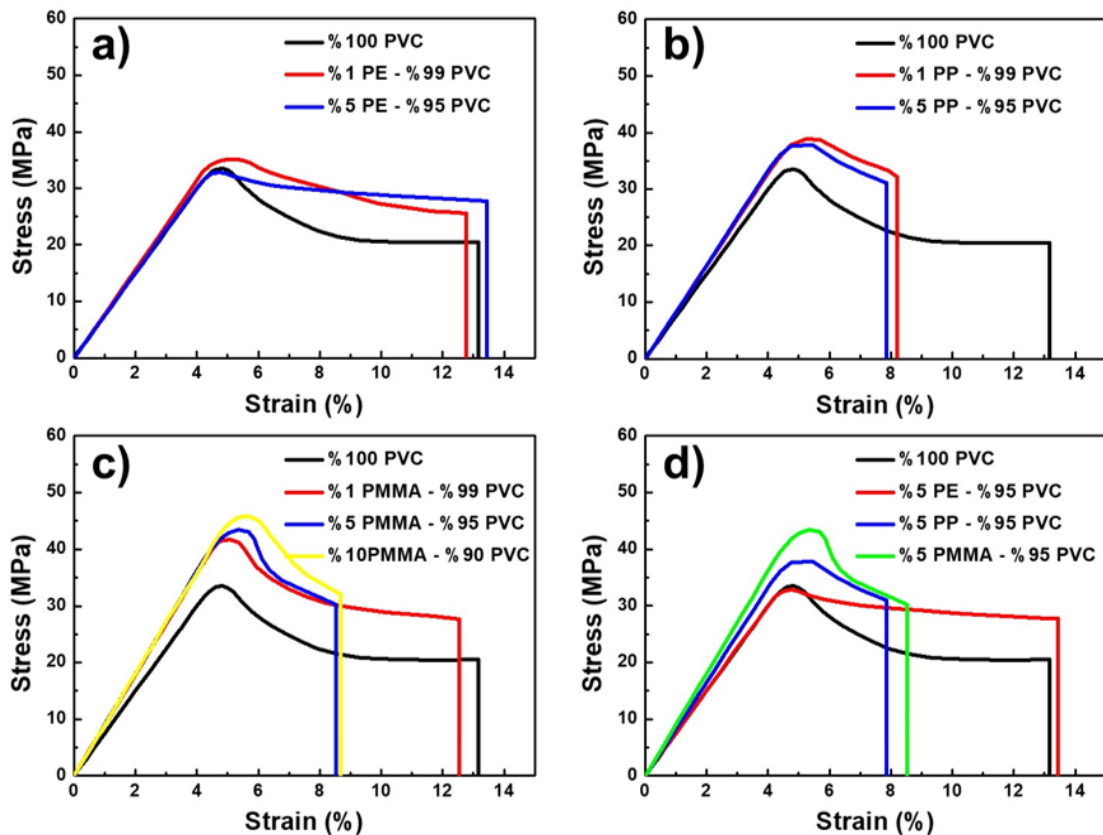 a)
%100 PVC
%1 PE - %99 PVC
%5 PE - %95 PVC
60
50
40
30
20
10
0
Stress (MPa)
0 2 4 6 8 10 12 14
Strain (%)
b)
%100 PVC
%1 PP - %99 PVC
%5 PP - %95 PVC
60
50
40
30
20
10
0
Stress (MPa)
0 2 4 6 8 10 12 14
Strain (%)
c)
%100 PVC
%1 PMMA - %99 PVC
%5 PMMA - %95 PVC
%10PMMA - %90 PVC
60
50
40
30
20
10
0
Stress (MPa)
0 2 4 6 8 10 12 14
Strain (%)
d)
%100 PVC
%5 PE - %95 PVC
%5 PP - %95 PVC
%5 PMMA - %95 PVC
60
50
40
30
20
10
0
Stress (MPa)
0 2 4 6 8 10 12 14
Strain (%)